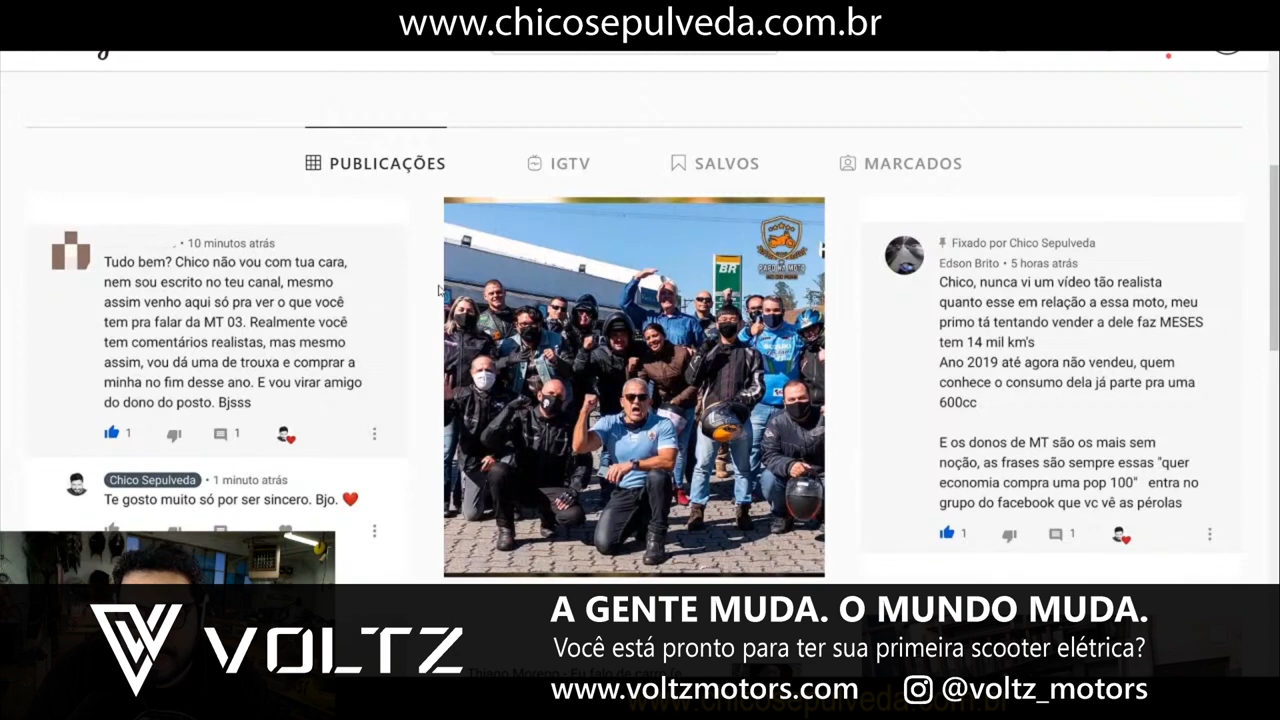 www.chicosepulveda.com.br
PUBLICAÇÕES
IGTV
SALVOS
MARCADOS
• 10 minutos atrás
Tudo bem? Chico não vou com tua cara,
nem sou escrito no teu canal, mesmo
assim venho aqui só pra ver o que você
tem pra falar da MT 03. Realmente você
tem comentários realistas, mas mesmo
assim, vou dá uma de trouxa e comprar a
minha no fim desse ano. E vou virar amigo
do dono do posto. Bjsss
1
1
Chico Sepulveda • 1 minuto atrás
Te gosto muito só por ser sincero. Bjo. ❤
BR
Fixado por Chico Sepulveda
Edson Brito • 5 horas atrás
Chico, nunca vi um vídeo tão realista
quanto esse em relação a essa moto, meu
primo tá tentando vender a dele faz MESES
tem 14 mil km's
Ano 2019 até agora não vendeu, quem
conhece o consumo dela já parte pra uma
600cc
E os donos de MT são os mais sem
noção, as frases são sempre essas "quer
economia compra uma pop 100" entra no
grupo do facebook que vc vê as pérolas
1
1
VOLTZ
A GENTE MUDA. O MUNDO MUDA.
Você está pronto para ter sua primeira scooter elétrica?
www.voltzmotors.com
@voltz_motors
www.chicosepulveda.com.br